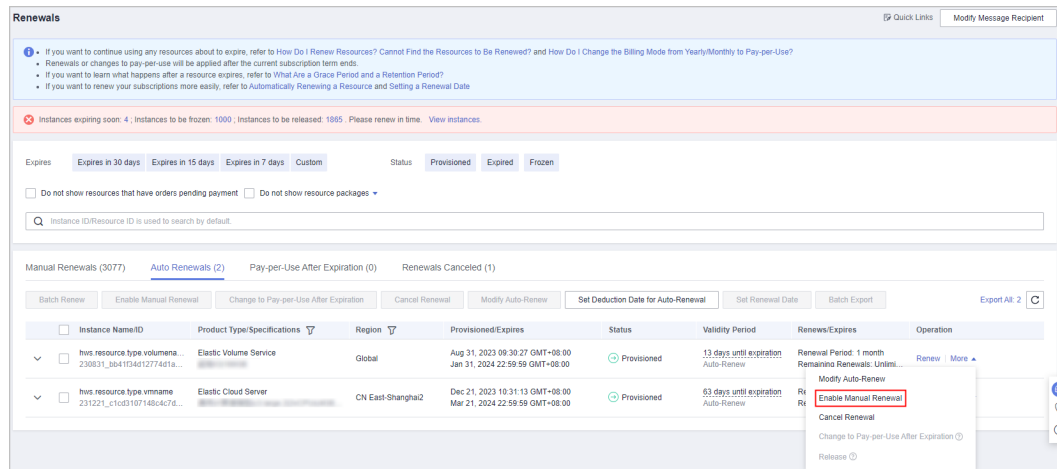 Renewals
Quick Links
Modify Message Recipient
If you want to continue using any resources about to expire, refer to How Do I Renew Resources? Cannot Find the Resources to Be Renewed? and How Do I Change the Billing Mode from Yearly/Monthly to Pay-per-Use?
Renewals or changes to pay-per-use will be applied after the current subscription term ends.
If you want to learn what happens after a resource expires, refer to What Are a Grace Period and a Retention Period?
If you want to renew your subscriptions more easily, refer to Automatically Renewing a Resource and Setting a Renewal Date
Instances expiring soon: 4 ; Instances to be frozen: 1000 ; Instances to be released: 1865 . Please renew in time. View instances.
Expires Expires in 30 days Expires in 15 days Expires in 7 days Custom Status Provisioned Expired Frozen
Do not show resources that have orders pending payment Do not show resource packages
Instance ID/Resource ID is used to search by default.
Manual Renewals (3077) Auto Renewals (2) Pay-per-Use After Expiration (0) Renewals Canceled (1)
Batch Renew Enable Manual Renewal Change to Pay-per-Use After Expiration Cancel Renewal Modify Auto-Renew Set Deduction Date for Auto-Renewal Set Renewal Date Batch Export Export All: 2
Instance Name/ID Product Type/Specifications Region Provisioned/Expires Status Validity Period Renews/Expires Operation
hws.resource.type.volumena... Elastic Volume Service Global Aug 31, 2023 09:30:27 GMT+08:00 Provisioned 13 days until expiration Renewal Period: 1 month Renew More
230831_bb41f34d12774d1a... Jan 31, 2024 22:59:59 GMT+08:00 Auto-Renew Remaining Renewals: Unlimi...
hws.resource.type.vmname Elastic Cloud Server CN East-Shanghai2 Dec 21, 2023 10:31:13 GMT+08:00 Provisioned 63 days until expiration Re
231221_c1cd3107148c4c7d... Mar 21, 2024 22:59:59 GMT+08:00 Auto-Renew Re
Modify Auto-Renew
Enable Manual Renewal
Cancel Renewal
Change to Pay-per-Use After Expiration
Release